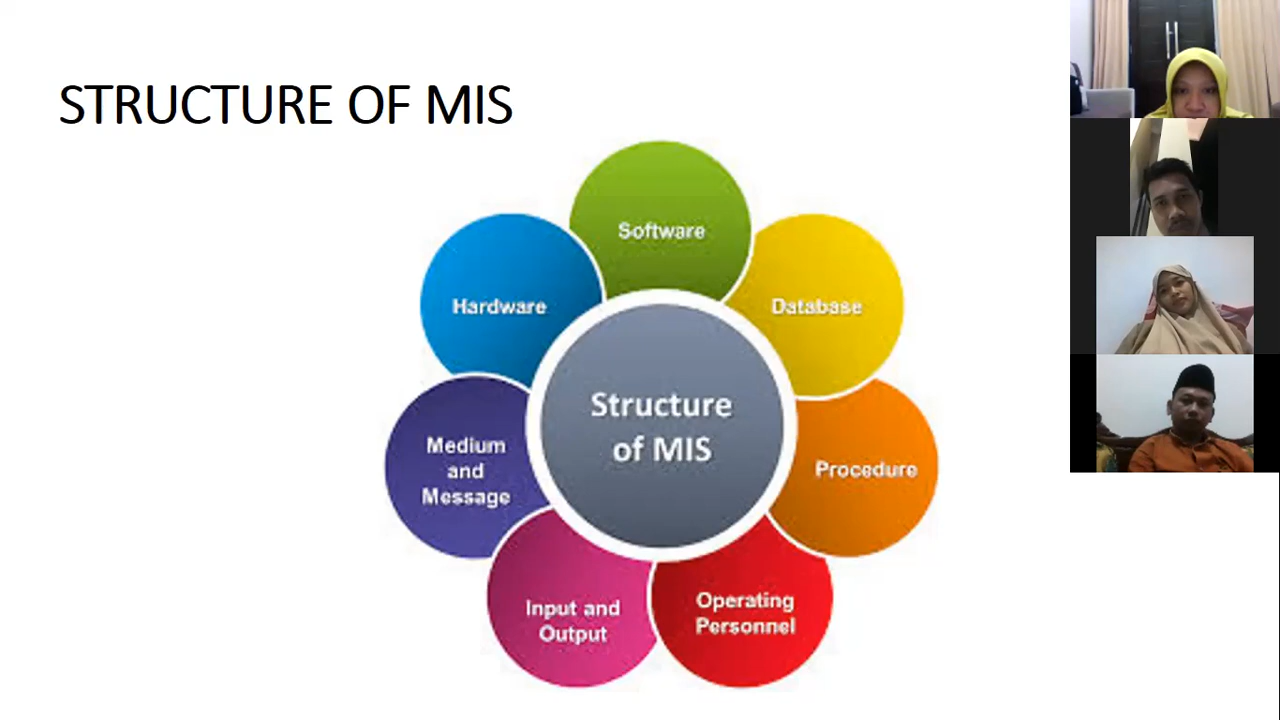 STRUCTURE OF MIS
Software
Hardware
Database
Structure
of MIS
Medium
and
Message
Procedure
Input and
Output
Operating
Personnel